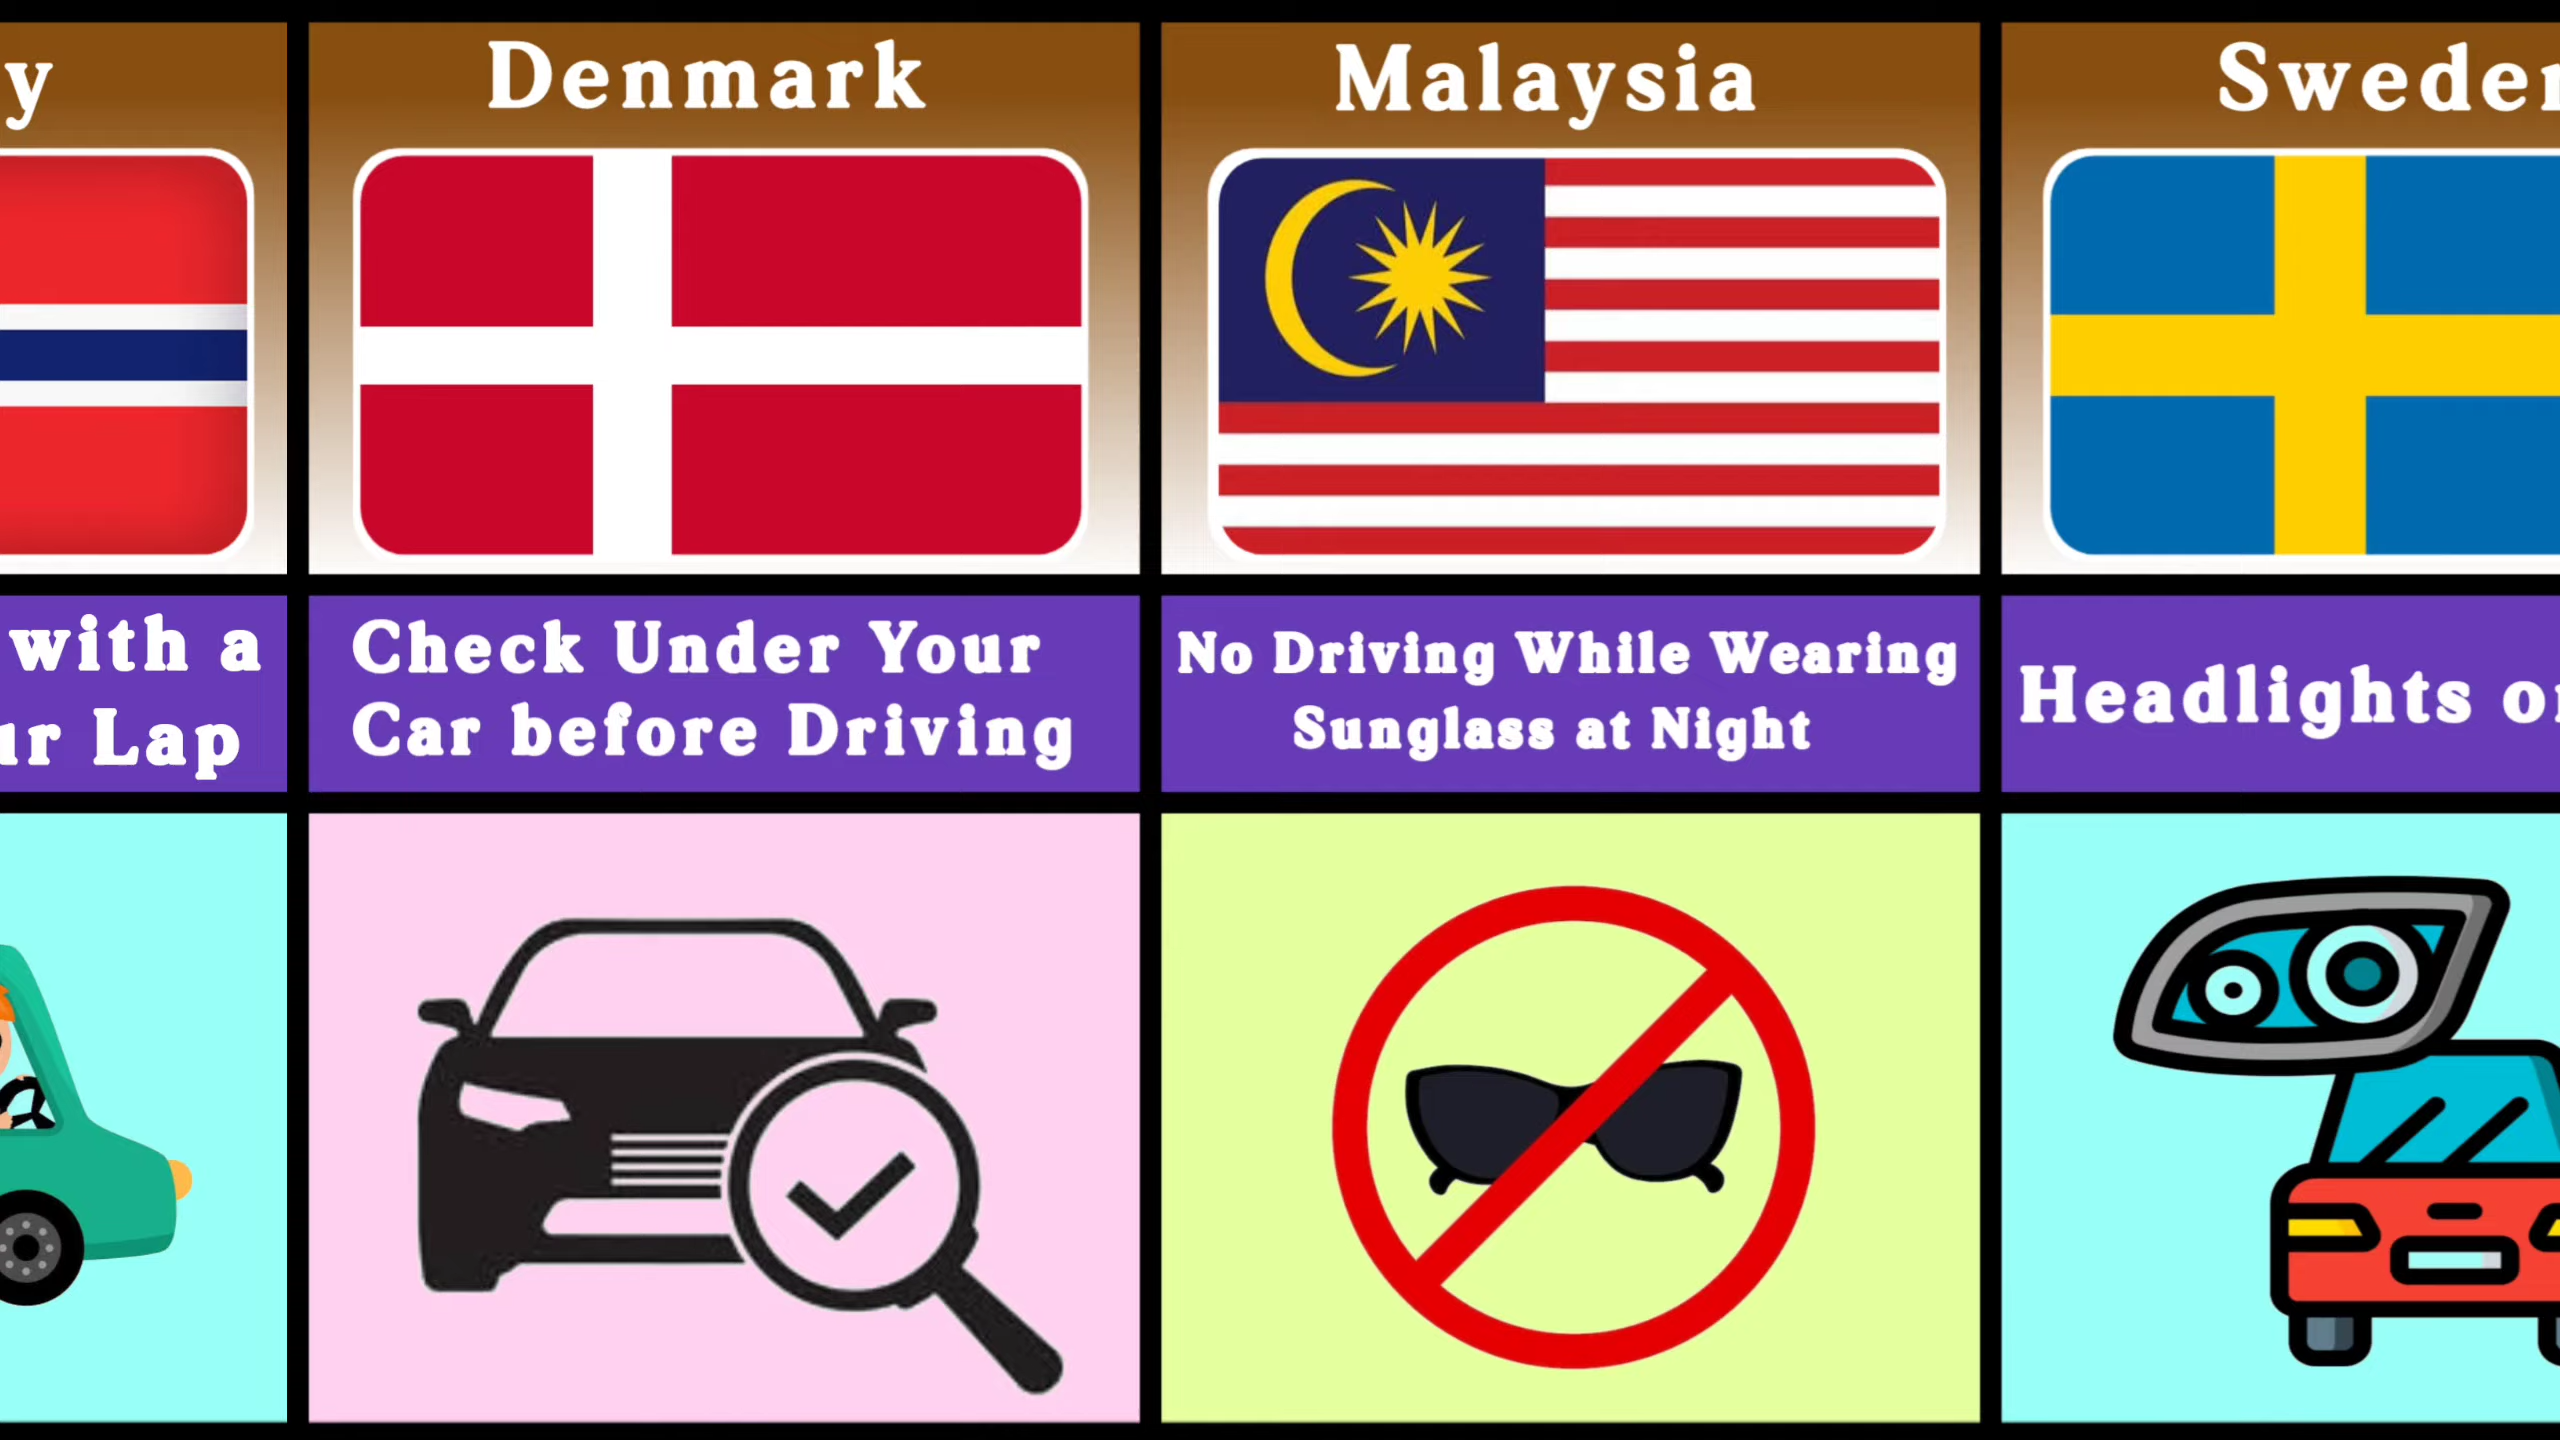 Denmark
Malaysia
with a
Lap
Check Under Your
Car before Driving
No Driving While Wearing
Sunglass at Night
Headlights